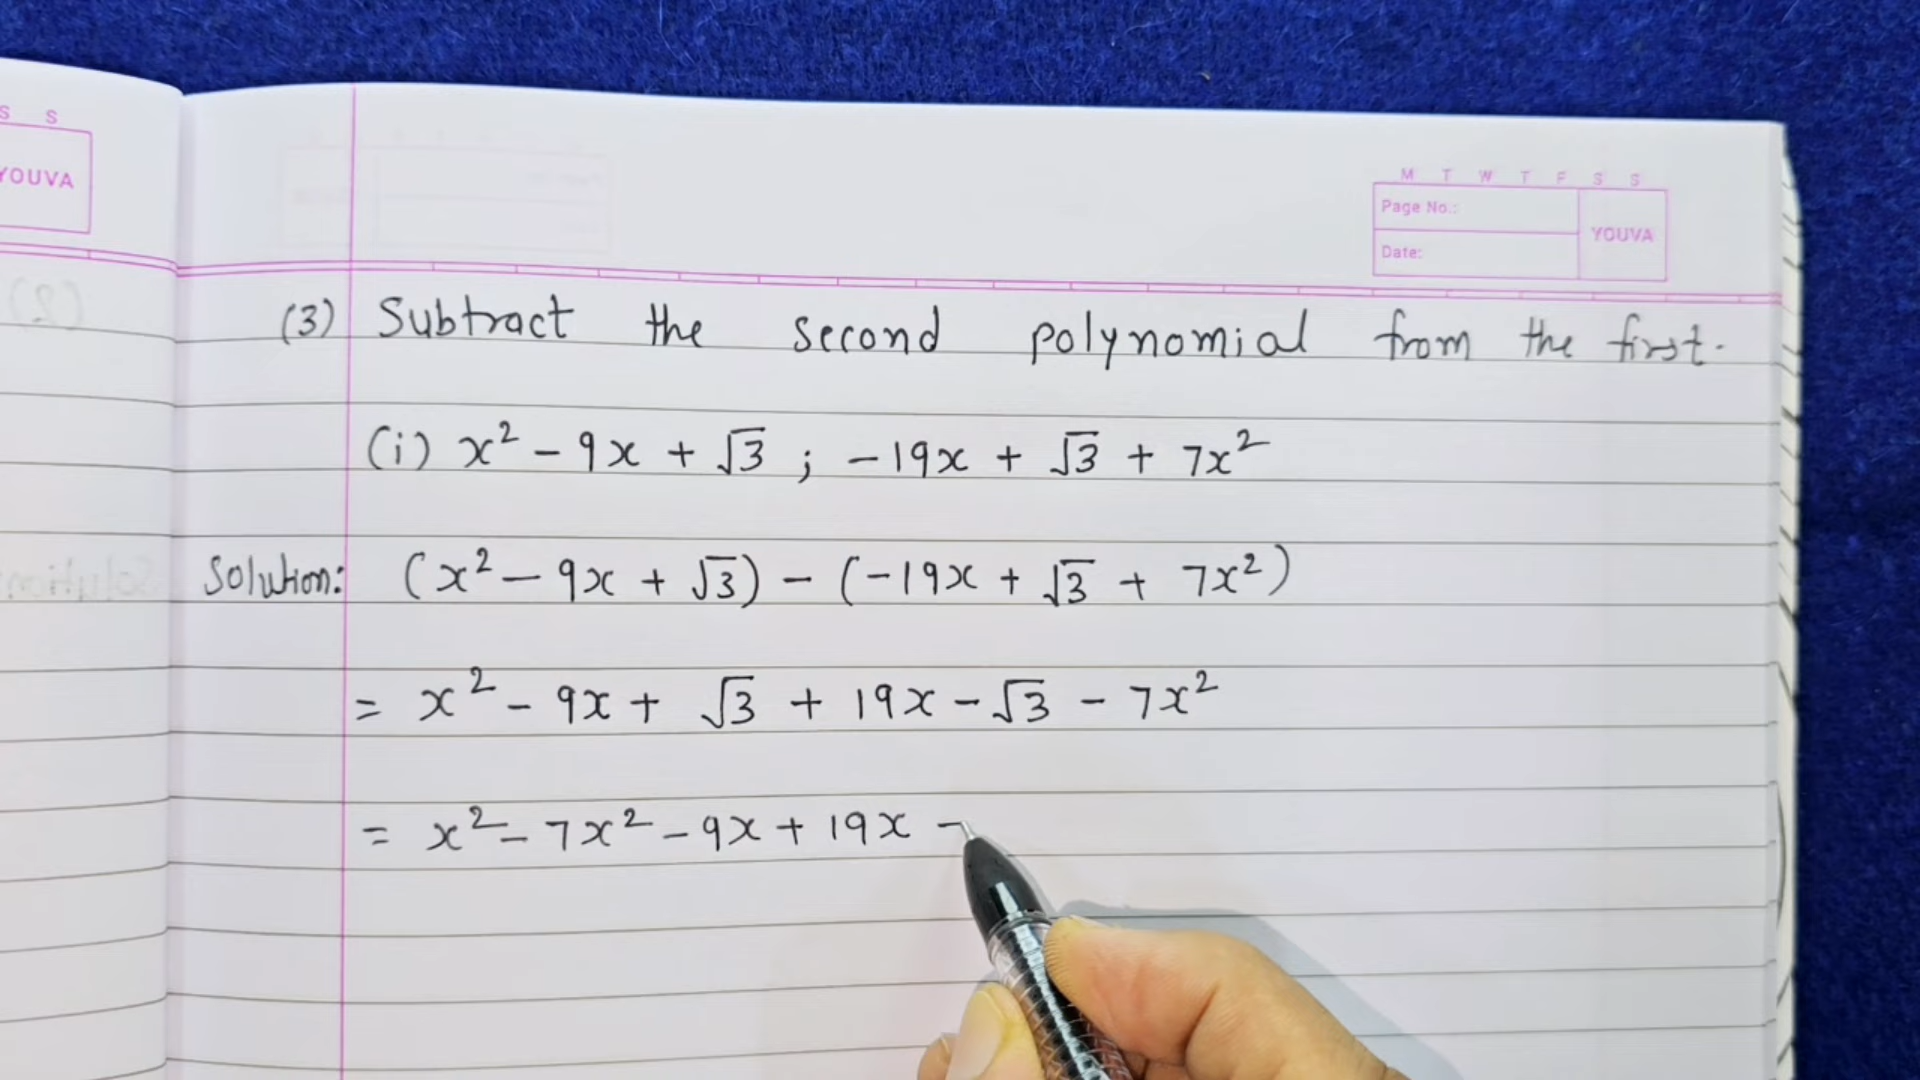 S S
YOUVA
M T W T F S S
Page No.:
YOUVA
Date:
(3) Subtract the second polynomial from the first.
(i) x² - 9x + √3 ; -19x + √3 + 7x²
Solution: (x² - 9x + √3) - (-19x + √3 + 7x²)
= x² - 9x + √3 + 19x - √3 - 7x²
= x² - 7x² - 9x + 19x -